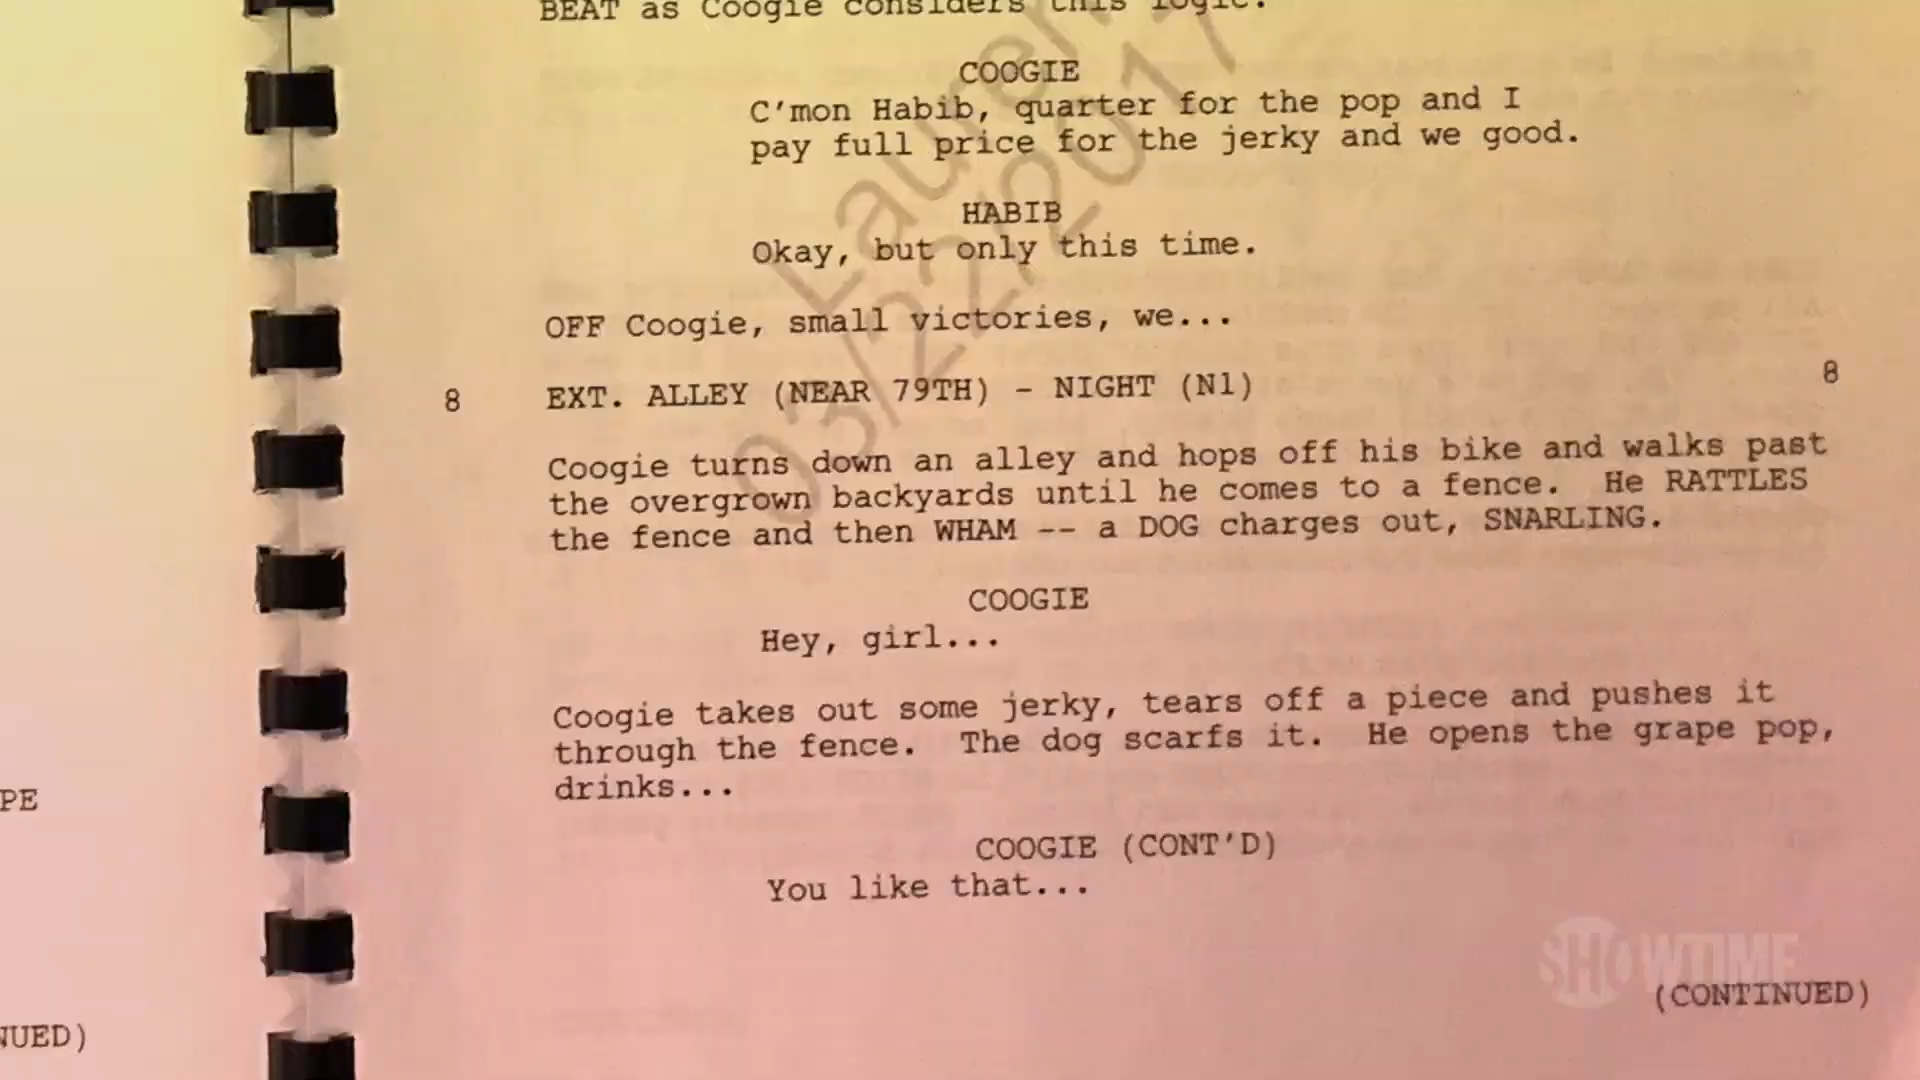 BEAT as Coogie considers this logic.
COOGIE
C'mon Habib, quarter for the pop and I
pay full price for the jerky and we good.
HABIB
Okay, but only this time.
OFF Coogie, small victories, we...
8 EXT. ALLEY (NEAR 79TH) - NIGHT (N1) 8
Coogie turns down an alley and hops off his bike and walks past
the overgrown backyards until he comes to a fence. He RATTLES
the fence and then WHAM -- a DOG charges out, SNARLING.
COOGIE
Hey, girl...
Coogie takes out some jerky, tears off a piece and pushes it
through the fence. The dog scarfs it. He opens the grape pop,
drinks...
COOGIE (CONT'D)
You like that...
(CONTINUED)
Lauren
03/22/2017
PE
NUED)
SHOWTIME